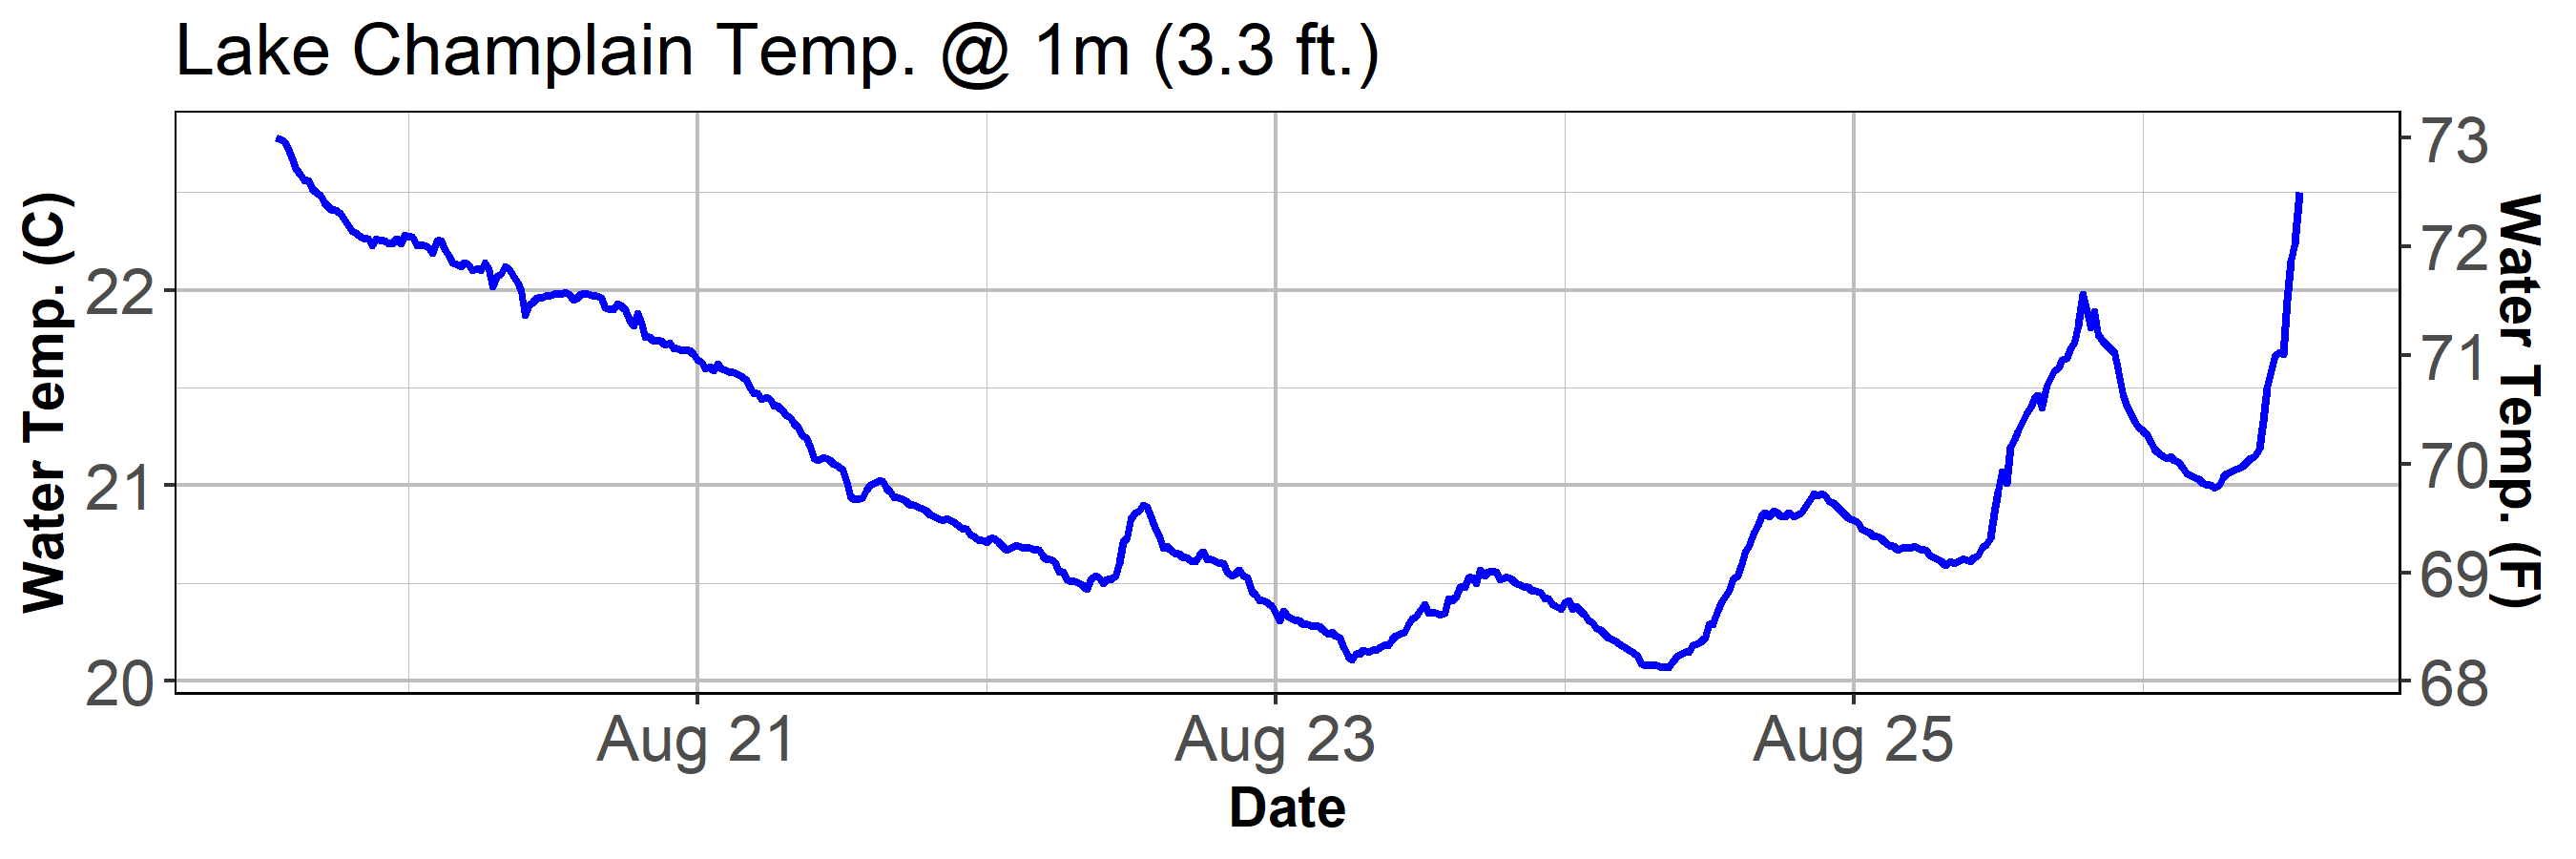 Lake Champlain Temp. @ 1m (3.3 ft.)
Water Temp. (C)
22
21
20
73
72
71
70
69
68
Water Temp. (F)
Aug 21
Aug 23
Aug 25
Date